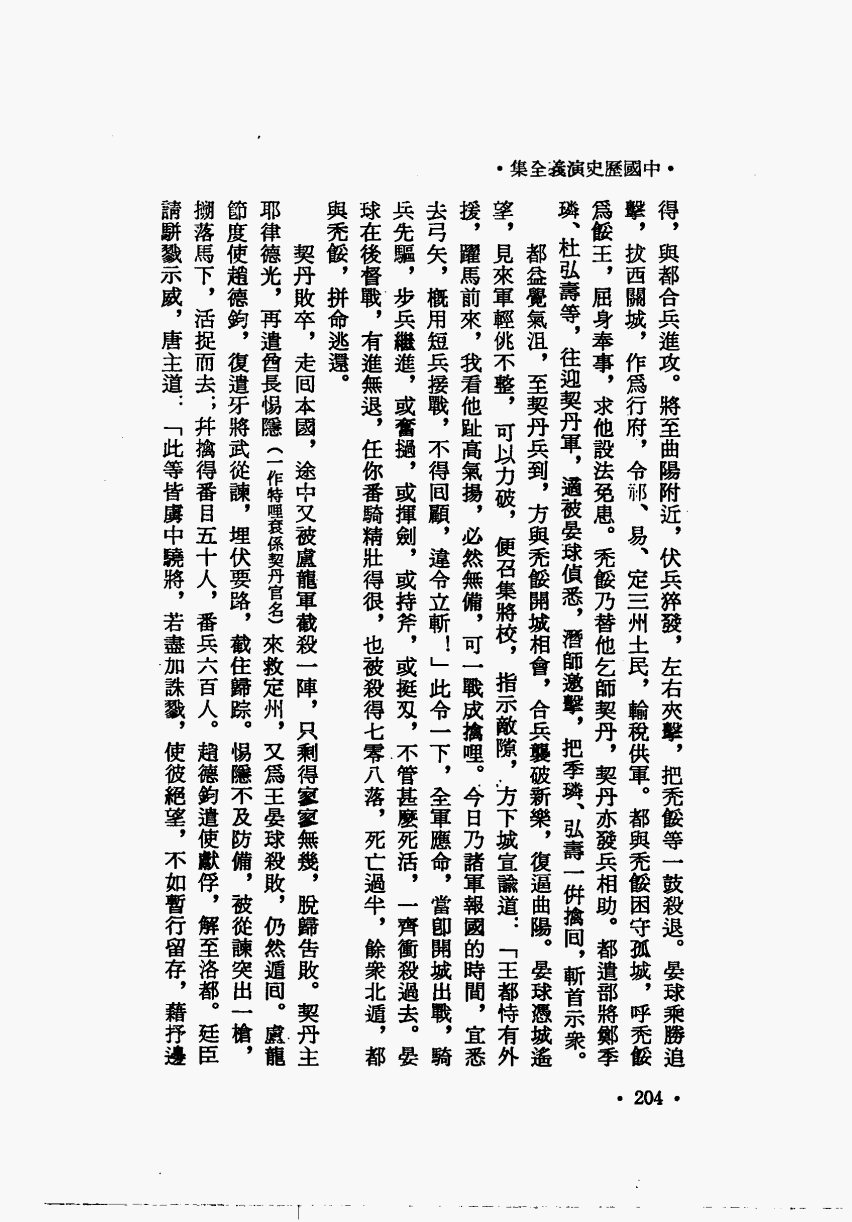 •中國歷史演義全集•
得，與都合兵進攻。將至曲陽附近，伏兵猝發，左右夾擊，把禿餒等一鼓殺退。晏球乘勝追
擊，拔西關城，作爲行府，令祁、易、定三州土民，輸稅供軍。都與禿餒困守孤城，呼禿餒
爲餒王，屈身奉事，求他設法免患。禿餒乃替他乞師契丹，契丹亦發兵相助。都遣部將鄭季
璘、杜弘壽等，往迎契丹軍，適被晏球偵悉，潛師邀擊，把季璘、弘壽一併擒回，斬首示衆。
都益覺氣沮，至契丹兵到，方與禿餒開城相會，合兵襲破新樂，復逼曲陽。晏球憑城遙
望，見來軍輕佻不整，可以力破，便召集將校，指示敵隙，方下城宣諭道：「王都恃有外
援，躍馬前來，我看他趾高氣揚，必然無備，可一戰成擒哩。今日乃諸軍報國的時間，宜悉
去弓矢，概用短兵接戰，不得回顧，違令立斬！」此令一下，全軍應命，當卽開城出戰，騎
兵先驅，步兵繼進，或奮撾，或揮劍，或持斧，或挺刄，不管甚麼死活，一齊衝殺過去。晏
球在後督戰，有進無退，任你番騎精壯得很，也被殺得七零八落，死亡過半，餘衆北遁，都
與禿餒，拼命逃還。
契丹敗卒，走回本國，途中又被盧龍軍截殺一陣，只剩得寥寥無幾，脫歸告敗。契丹主
耶律德光，再遣酋長惕隱（一作特哩袞係契丹官名）來救定州，又爲王晏球殺敗，仍然遁回。盧龍
節度使趙德鈞，復遣牙將武從諫，埋伏要路，截住歸踪。惕隱不及防備，被從諫突出一槍，
搠落馬下，活捉而去；幷擒得番目五十人，番兵六百人。趙德鈞遣使獻俘，解至洛都。廷臣
請駢戮示威，唐主道：「此等皆虜中驍將，若盡加誅戮，使彼絕望，不如暫行留存，藉抒邊
•204•